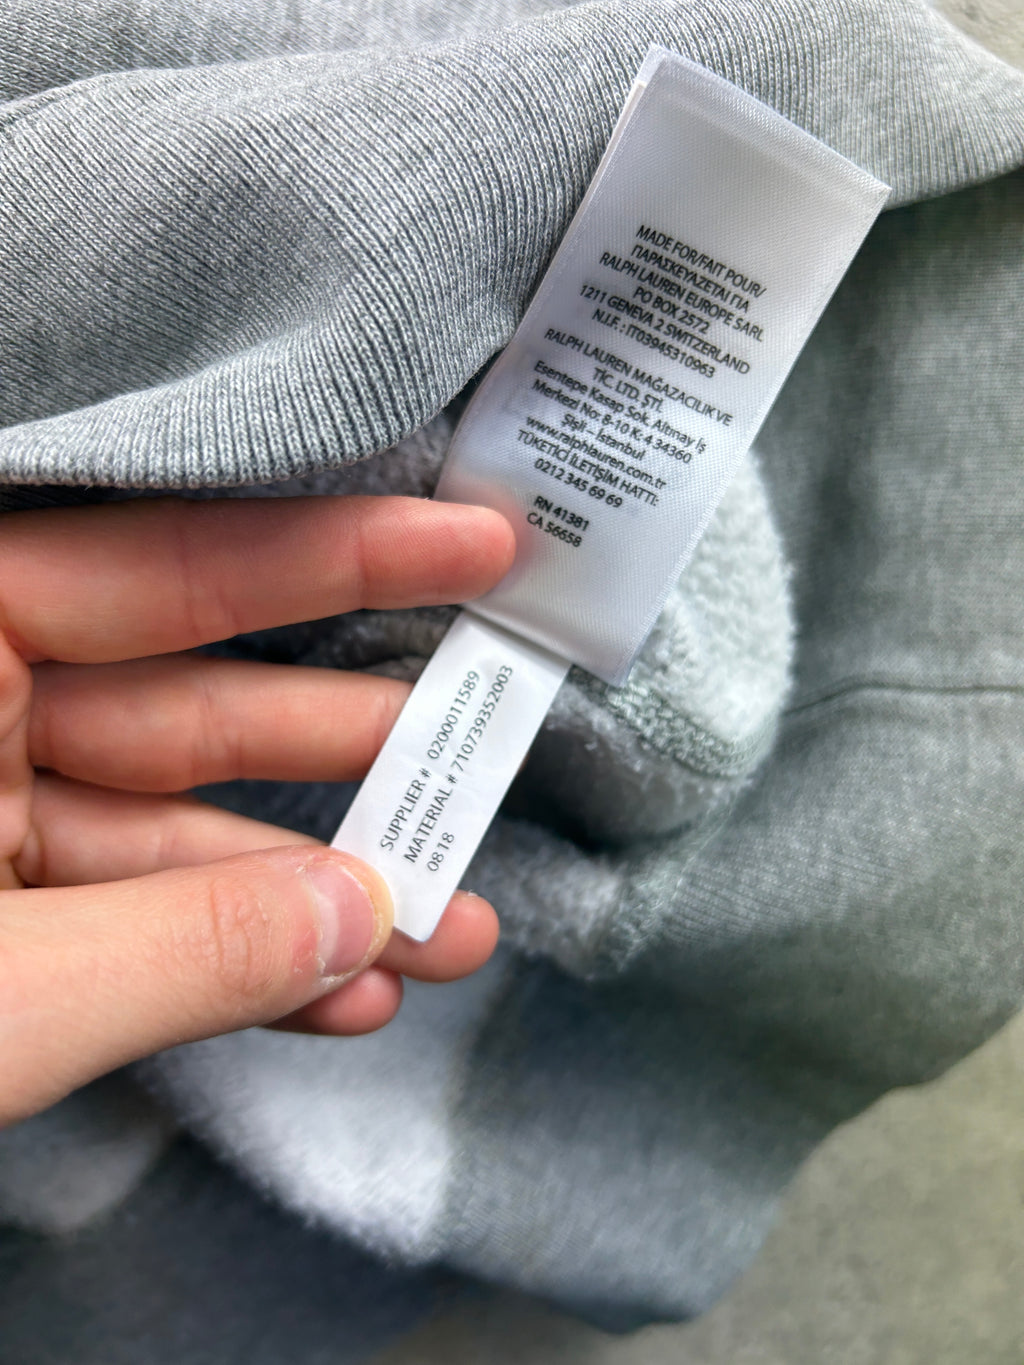 MADE FOR/FAIT POUR/
ΠΑΡΑΣΚΕΥΑΖΕΤΑΙ ΓΙΑ
RALPH LAUREN EUROPE SARL
PO BOX 2572
1211 GENEVA 2 SWITZERLAND
N.I.F. : IT03945310963
RALPH LAUREN MAĞAZACILIK VE
TİC. LTD. ŞTİ.
Esentepe Kasap Sok. Altmay İş
Merkezi No: 8-10 K: 4 34360
Şişli - İstanbul
www.ralphlauren.com.tr
TÜKETİCİ İLETİŞİM HATTI:
0212 345 69 69
RN 41381
CA 56658
SUPPLIER # 0200011589
MATERIAL # 710739352003
0818